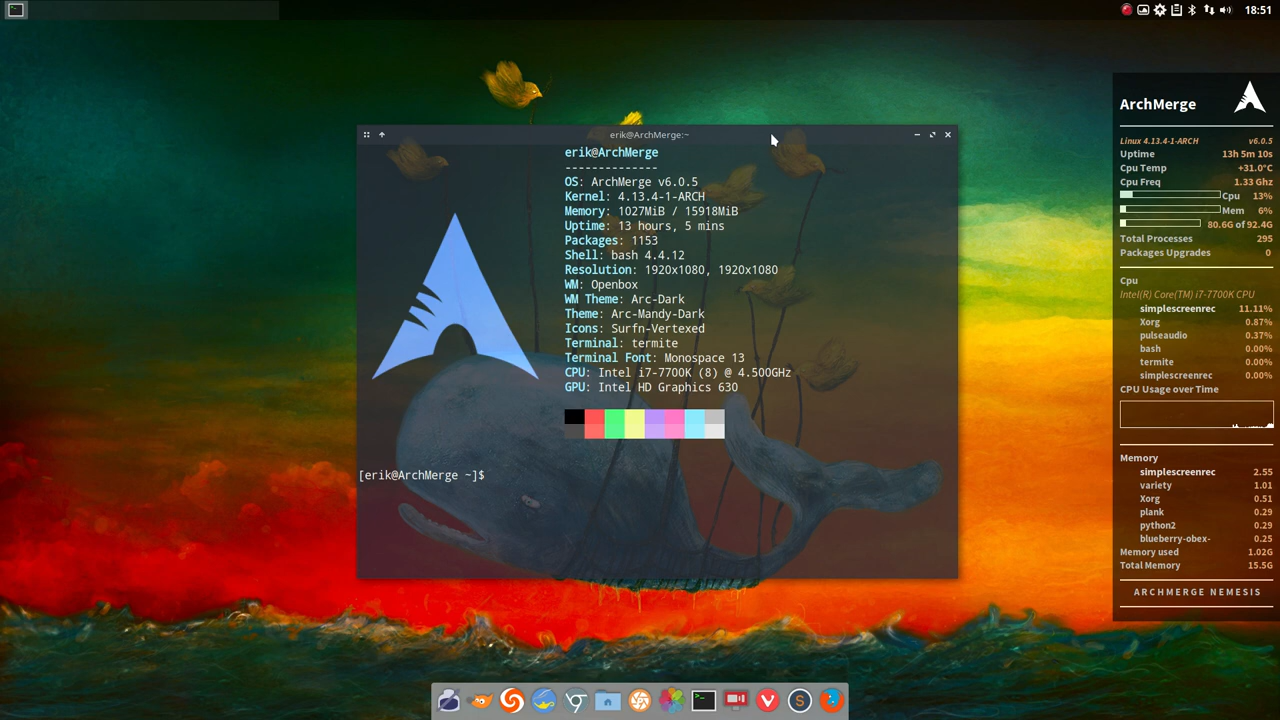 18:51
erik@ArchMerge:~
erik@ArchMerge
--------------
OS: ArchMerge v6.0.5
Kernel: 4.13.4-1-ARCH
Memory: 1027MiB / 15918MiB
Uptime: 13 hours, 5 mins
Packages: 1153
Shell: bash 4.4.12
Resolution: 1920x1080, 1920x1080
WM: Openbox
WM Theme: Arc-Dark
Theme: Arc-Mandy-Dark
Icons: Surfn-Vertexed
Terminal: termite
Terminal Font: Monospace 13
CPU: Intel i7-7700K (8) @ 4.500GHz
GPU: Intel HD Graphics 630
[erik@ArchMerge ~]$
ArchMerge
Linux 4.13.4-1-ARCH v6.0.5
Uptime 13h 5m 10s
Cpu Temp +31.0°C
Cpu Freq 1.33 Ghz
Cpu 13%
Mem 6%
80.6G of 92.4G
Total Processes 295
Packages Upgrades 0
Cpu
Intel(R) Core(TM) i7-7700K CPU
simplescreenrec 11.11%
Xorg 0.87%
pulseaudio 0.37%
bash 0.00%
termite 0.00%
simplescreenrec 0.00%
CPU Usage over Time
Memory
simplescreenrec 2.55
variety 1.01
Xorg 0.51
plank 0.29
python2 0.29
blueberry-obex- 0.25
Memory used 1.02G
Total Memory 15.5G
ARCHMERGE NEMESIS